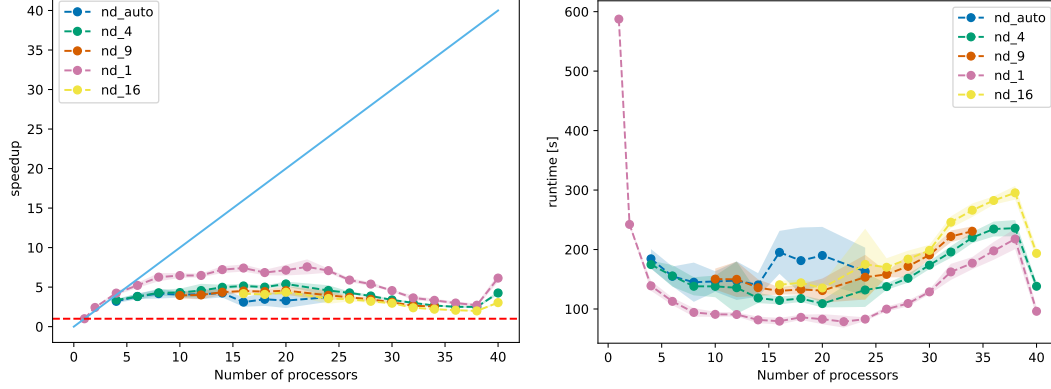 40
35
30
25
20
15
10
5
0
speedup
nd_auto
nd_4
nd_9
nd_1
nd_16
0 5 10 15 20 25 30 35 40
Number of processors
600
500
400
300
200
100
runtime [s]
nd_auto
nd_4
nd_9
nd_1
nd_16
0 5 10 15 20 25 30 35 40
Number of processors